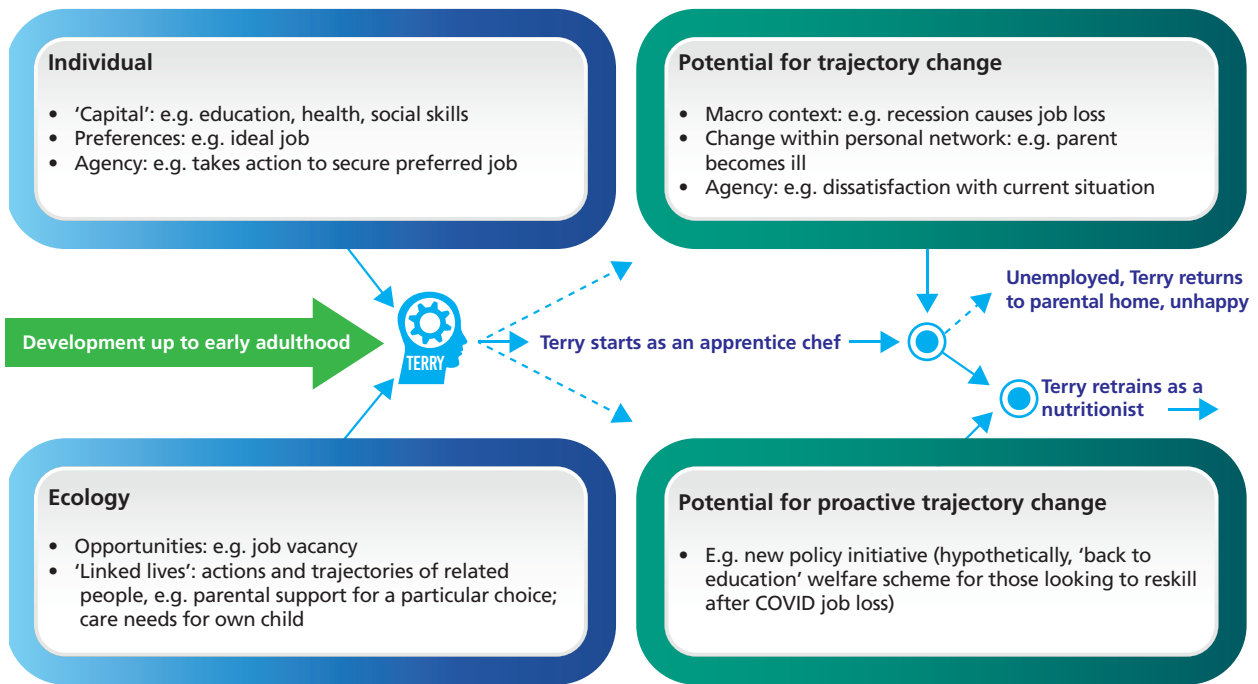 Individual
• ‘Capital’: e.g. education, health, social skills
• Preferences: e.g. ideal job
• Agency: e.g. takes action to secure preferred job
Potential for trajectory change
• Macro context: e.g. recession causes job loss
• Change within personal network: e.g. parent
becomes ill
• Agency: e.g. dissatisfaction with current situation
Development up to early adulthood
TERRY
Terry starts as an apprentice chef
Unemployed, Terry returns
to parental home, unhappy
Terry retrains as a
nutritionist
Ecology
• Opportunities: e.g. job vacancy
• ‘Linked lives’: actions and trajectories of related
people, e.g. parental support for a particular choice;
care needs for own child
Potential for proactive trajectory change
• E.g. new policy initiative (hypothetically, ‘back to
education’ welfare scheme for those looking to reskill
after COVID job loss)